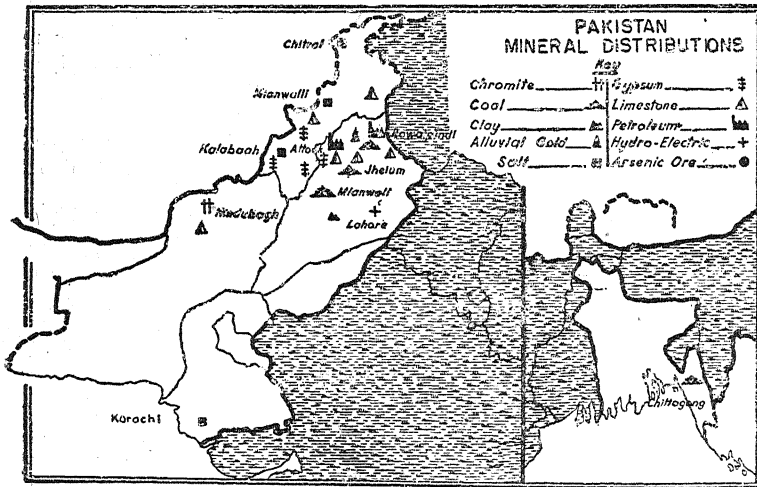 PAKISTAN
MINERAL DISTRIBUTIONS
Key
Chromite
Gypsum
Coal
Limestone
Clay
Petroleum
Alluvial Gold
Hydro-Electric
Salt
Arsenic Ore
Chitral
Mianwalli
Kalabagh
Attock
Rawalpindi
Jhelum
Mianwali
Lahore
Hindubagh
Karachi
Chittagong